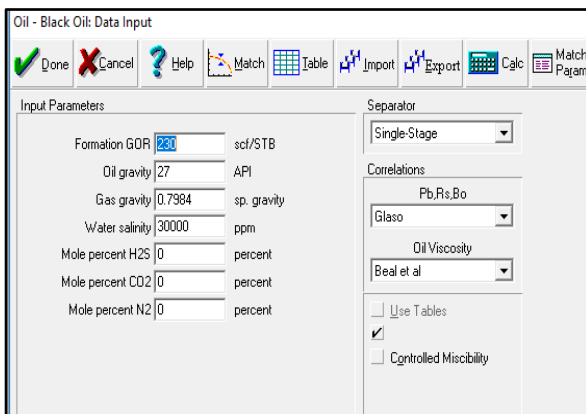 Oil - Black Oil: Data Input
Done Cancel Help Match Table Import Export Calc Match Param
Input Parameters
Formation GOR 230 scf/STB
Oil gravity 27 API
Gas gravity 0.7984 sp. gravity
Water salinity 30000 ppm
Mole percent H2S 0 percent
Mole percent CO2 0 percent
Mole percent N2 0 percent
Separator
Single-Stage
Correlations
Pb,Rs,Bo
Glaso
Oil Viscosity
Beal et al
Use Tables
Controlled Miscibility